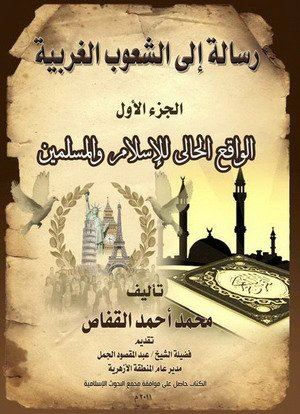 رسالة إلى الشعوب الغربية
الجزء الأول
الواقع الحالى للإسلام والمسلمين
تأليف
محمد أحمد القفاص
تقديم
فضيلة الشيخ / عبد المقصود الجمل
مدير عام المنطقة الأزهرية
الكتاب حاصل على موافقة مجمع البحوث الإسلامية
٢٠١١ م